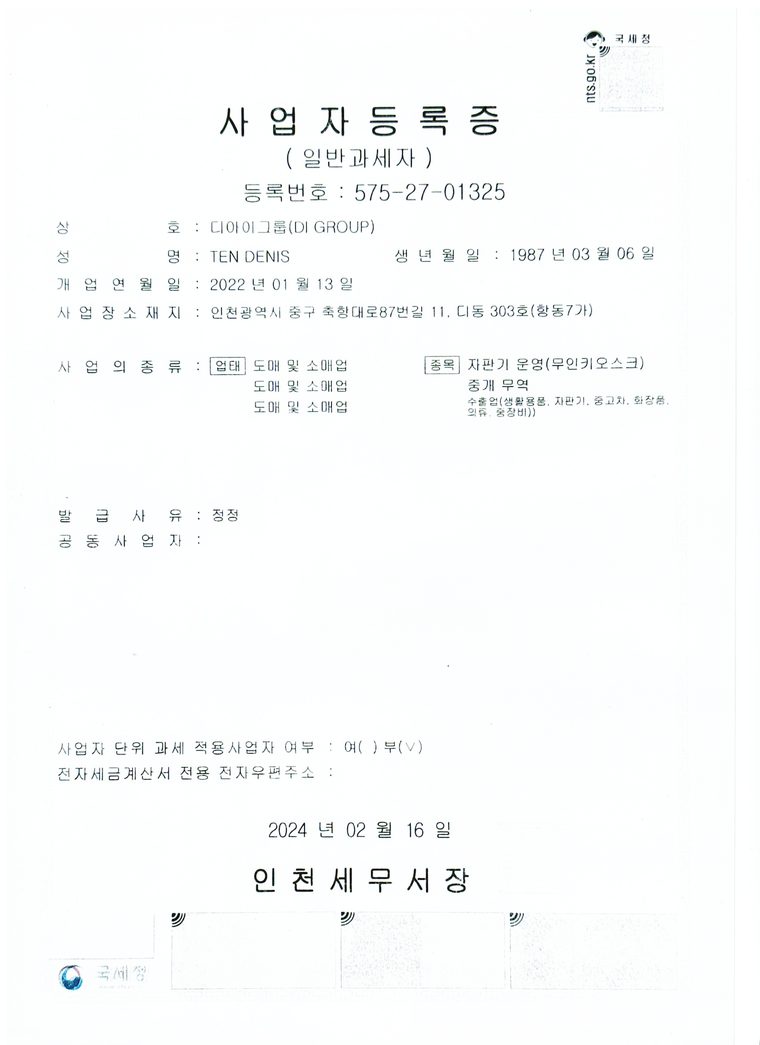 국세청
nts.go.kr
사업자등록증
( 일반과세자 )
등록번호 : 575-27-01325
상 호 : 디아이그룹(DI GROUP)
성 명 : TEN DENIS 생 년 월 일 : 1987 년 03 월 06 일
개 업 연 월 일 : 2022 년 01 월 13 일
사 업 장 소 재 지 : 인천광역시 중구 축항대로87번길 11, 디동 303호(항동7가)
사 업 의 종 류 : 업태 도매 및 소매업 종목 자판기 운영(무인키오스크)
도매 및 소매업 중개 무역
도매 및 소매업 수출업(생활용품, 자판기, 중고차, 화장품,
의류, 중장비))
발 급 사 유 : 정정
공 동 사 업 자 :
사업자 단위 과세 적용사업자 여부 : 여( ) 부(∨)
전자세금계산서 전용 전자우편주소 :
2024 년 02 월 16 일
인천세무서장
국세청